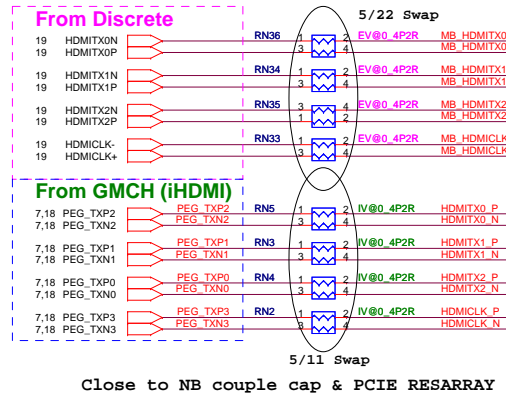 From Discrete
5/22 Swap
19 HDMITX0N RN36 1 2 EV@0_4P2R MB_HDMITX0
19 HDMITX0P 3 4 MB_HDMITX0
19 HDMITX1N RN34 1 2 EV@0_4P2R MB_HDMITX1
19 HDMITX1P 3 4 MB_HDMITX1
19 HDMITX2N RN35 3 4 EV@0_4P2R MB_HDMITX2
19 HDMITX2P 1 2 MB_HDMITX2
19 HDMICLK- RN33 1 2 EV@0_4P2R MB_HDMICLK
19 HDMICLK+ 3 4 MB_HDMICLK
From GMCH (iHDMI)
7,18 PEG_TXP2 PEG_TXP2 RN5 1 2 IV@0_4P2R HDMITX0_P
7,18 PEG_TXN2 PEG_TXN2 3 4 HDMITX0_N
7,18 PEG_TXP1 PEG_TXP1 RN3 1 2 IV@0_4P2R HDMITX1_P
7,18 PEG_TXN1 PEG_TXN1 3 4 HDMITX1_N
7,18 PEG_TXP0 PEG_TXP0 RN4 1 2 IV@0_4P2R HDMITX2_P
7,18 PEG_TXN0 PEG_TXN0 3 4 HDMITX2_N
7,18 PEG_TXP3 PEG_TXP3 RN2 1 2 IV@0_4P2R HDMICLK_P
7,18 PEG_TXN3 PEG_TXN3 3 4 HDMICLK_N
5/11 Swap
Close to NB couple cap & PCIE RESARRAY